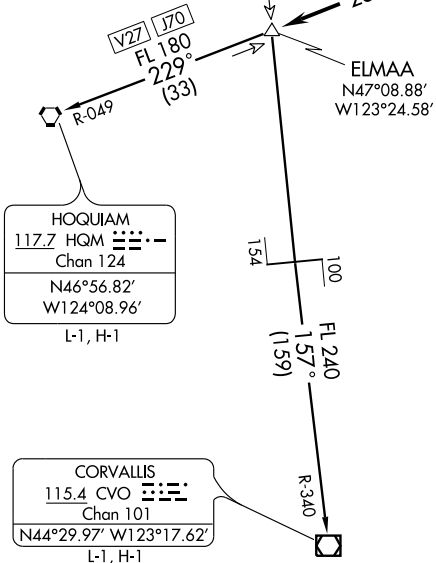 V27 J70
FL 180
229°
(33)
R-049
ELMAA
N47°08.88'
W123°24.58'
HOQUIAM
117.7 HQM
Chan 124
N46°56.82'
W124°08.96'
L-1, H-1
154
100
FL 240
157°
(159)
R-340
CORVALLIS
115.4 CVO
Chan 101
N44°29.97' W123°17.62'
L-1, H-1